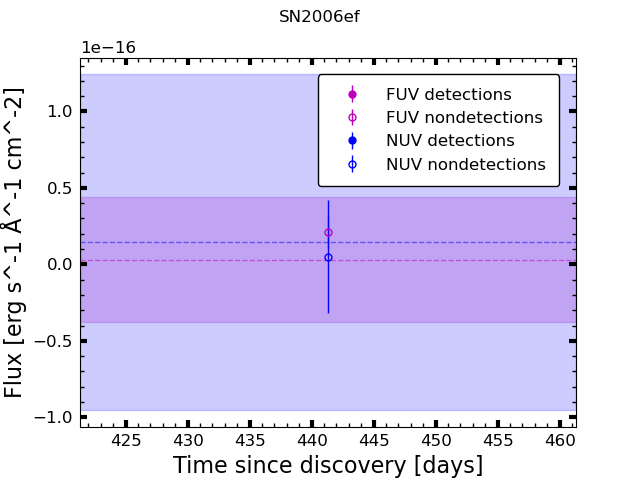 SN2006ef
1e−16
FUV detections
FUV nondetections
NUV detections
NUV nondetections
1.0
0.5
0.0
−0.5
−1.0
Flux [erg s^-1 Å^-1 cm^-2]
425 430 435 440 445 450 455 460
Time since discovery [days]